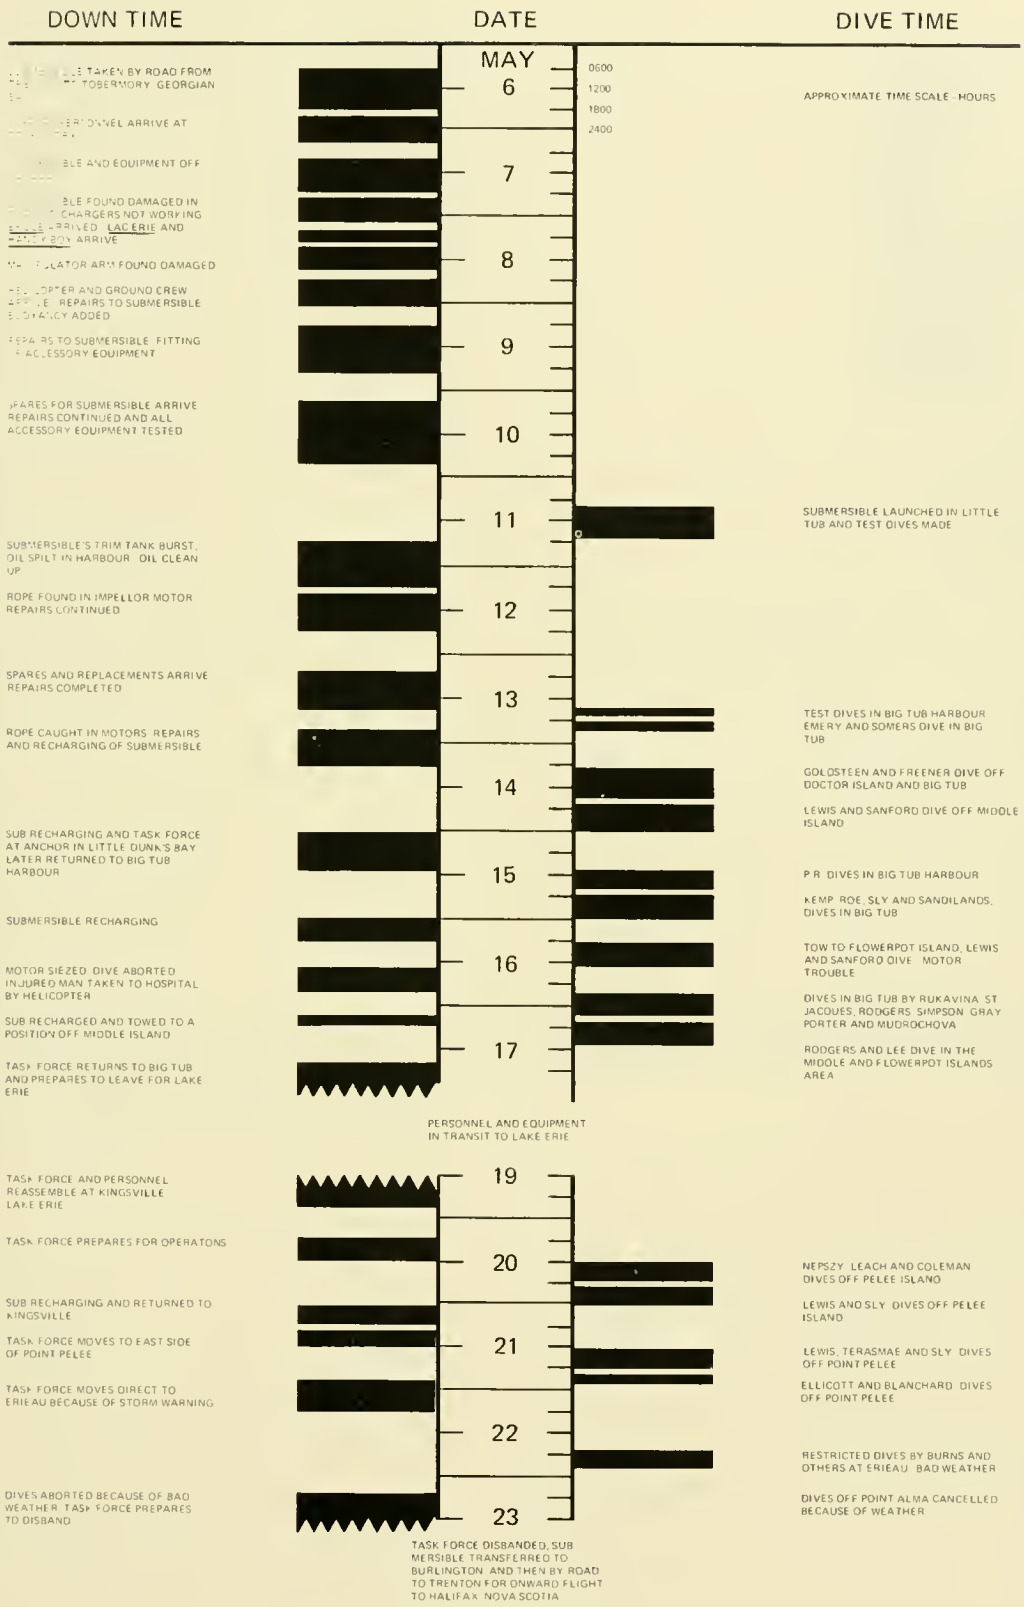 DOWN TIME
DATE
DIVE TIME
MAY
TAKEN BY ROAD FROM
TOBERMORY GEORGIAN
ARRIVE AT
AND EQUIPMENT OFF
FOUND DAMAGED IN
CHARGERS NOT WORKING
ARRIVED LAC ERIE AND
ARRIVE
ARM FOUND DAMAGED
AND GROUND CREW
REPAIRS TO SUBMERSIBLE
ADDED
REPAIRS TO SUBMERSIBLE FITTING
ACCESSORY EQUIPMENT
SPARES FOR SUBMERSIBLE ARRIVE
REPAIRS CONTINUED AND ALL
ACCESSORY EQUIPMENT TESTED
SUBMERSIBLE'S TRIM TANK BURST,
OIL SPILT IN HARBOUR OIL CLEAN
UP
ROPE FOUND IN IMPELLOR MOTOR
REPAIRS CONTINUED
SPARES AND REPLACEMENTS ARRIVE
REPAIRS COMPLETED
ROPE CAUGHT IN MOTORS REPAIRS
AND RECHARGING OF SUBMERSIBLE
SUB RECHARGING AND TASK FORCE
AT ANCHOR IN LITTLE DUNK'S BAY
LATER RETURNED TO BIG TUB
HARBOUR
SUBMERSIBLE RECHARGING
MOTOR SIEZED DIVE ABORTED
INJURED MAN TAKEN TO HOSPITAL
BY HELICOPTER
SUB RECHARGED AND TOWED TO A
POSITION OFF MIDDLE ISLAND
TASK FORCE RETURNS TO BIG TUB
AND PREPARES TO LEAVE FOR LAKE
ERIE
6
7
8
9
10
11
12
13
14
15
16
17
0600
1200
1800
2400
APPROXIMATE TIME SCALE–HOURS
SUBMERSIBLE LAUNCHED IN LITTLE
TUB AND TEST DIVES MADE
TEST DIVES IN BIG TUB HARBOUR
EMERY AND SOMERS DIVE IN BIG
TUB
GOLDSTEEN AND FREENER DIVE OFF
DOCTOR ISLAND AND BIG TUB
LEWIS AND SANFORD DIVE OFF MIDDLE
ISLAND
P R DIVES IN BIG TUB HARBOUR
KEMP ROE, SLY AND SANDILANDS,
DIVES IN BIG TUB
TOW TO FLOWERPOT ISLAND, LEWIS
AND SANFORD DIVE MOTOR
TROUBLE
DIVES IN BIG TUB BY RUKAVINA ST
JACQUES, RODGERS SIMPSON GRAY
PORTER AND MUDROCHOVA
RODGERS AND LEE DIVE IN THE
MIDDLE AND FLOWERPOT ISLANDS
AREA
PERSONNEL AND EQUIPMENT
IN TRANSIT TO LAKE ERIE
TASK FORCE AND PERSONNEL
REASSEMBLE AT KINGSVILLE
LAKE ERIE
TASK FORCE PREPARES FOR OPERATONS
SUB RECHARGING AND RETURNED TO
KINGSVILLE
TASK FORCE MOVES TO EAST SIDE
OF POINT PELEE
TASK FORCE MOVES DIRECT TO
ERIEAU BECAUSE OF STORM WARNING
DIVES ABORTED BECAUSE OF BAD
WEATHER TASK FORCE PREPARES
TO DISBAND
19
20
21
22
23
NEPSZY LEACH AND COLEMAN
DIVES OFF PELEE ISLAND
LEWIS AND SLY DIVES OFF PELEE
ISLAND
LEWIS, TERASMAE AND SLY DIVES
OFF POINT PELEE
ELLICOTT AND BLANCHARD DIVES
OFF POINT PELEE
RESTRICTED DIVES BY BURNS AND
OTHERS AT ERIEAU BAD WEATHER
DIVES OFF POINT ALMA CANCELLED
BECAUSE OF WEATHER
TASK FORCE DISBANDED, SUB
MERSIBLE TRANSFERRED TO
BURLINGTON AND THEN BY ROAD
TO TRENTON FOR ONWARD FLIGHT
TO HALIFAX NOVA SCOTIA